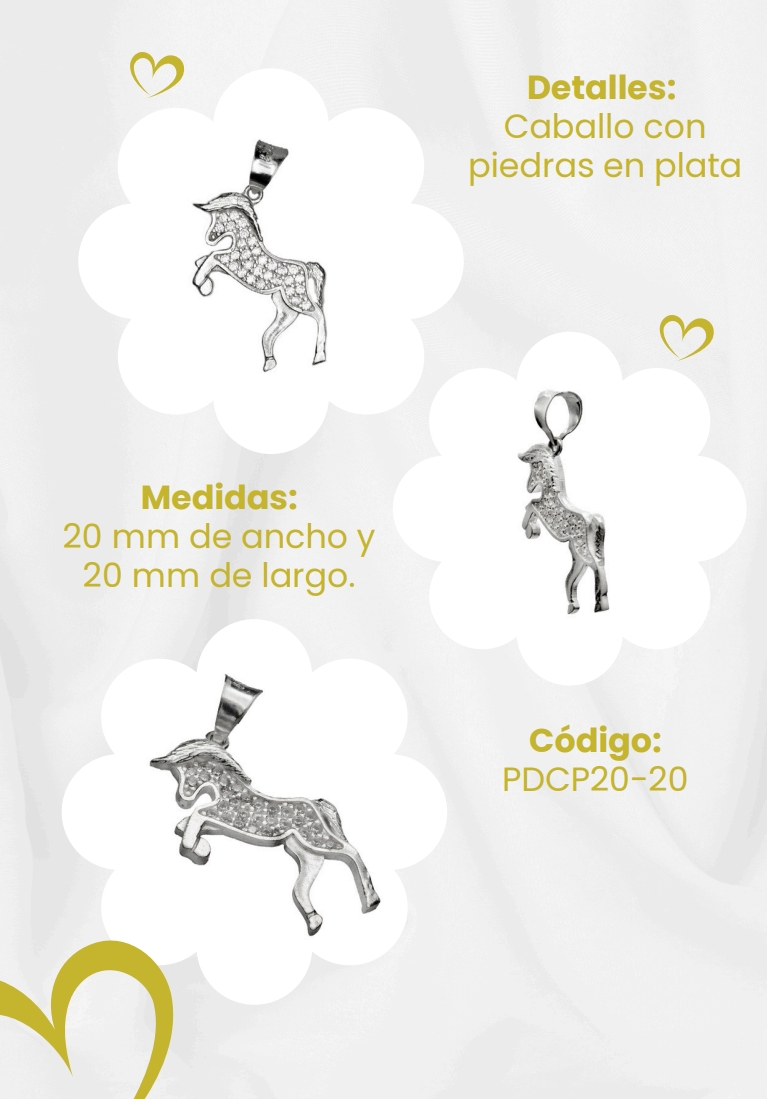 Detalles:
Caballo con
piedras en plata
Medidas:
20 mm de ancho y
20 mm de largo.
Código:
PDCP20-20